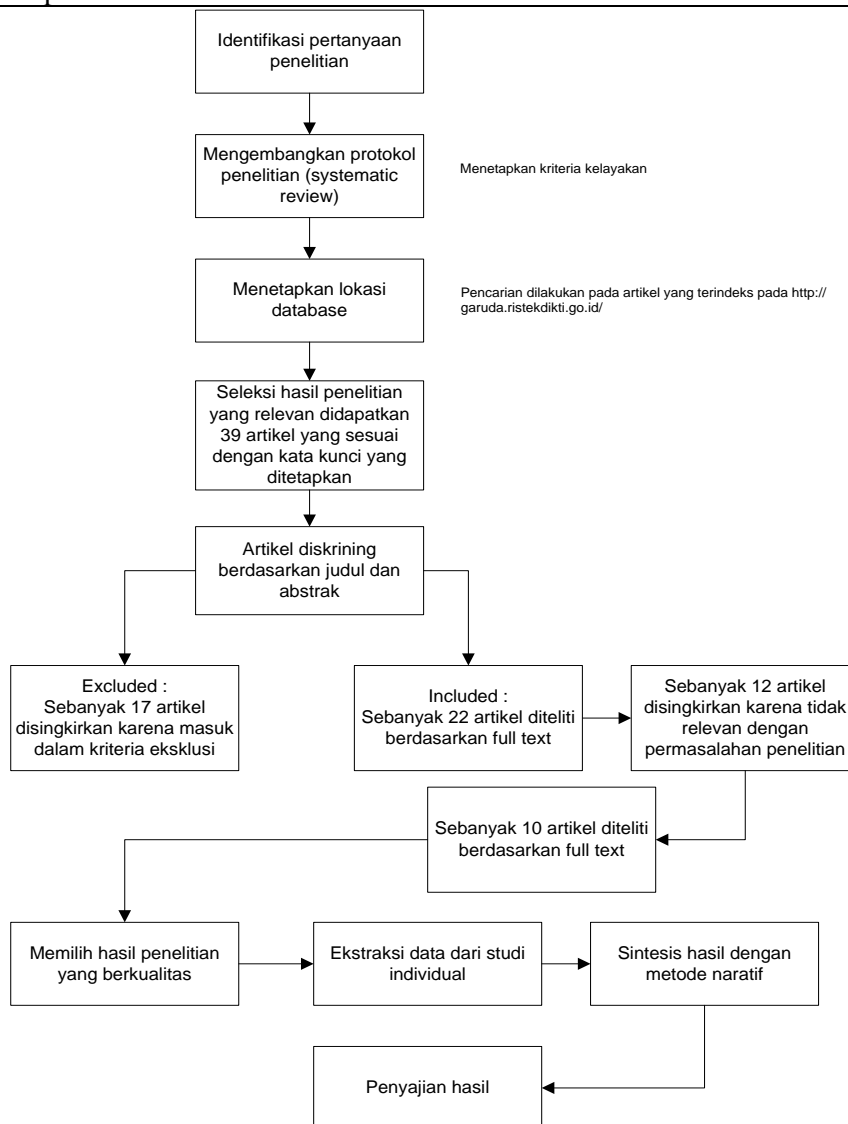 Identifikasi pertanyaan
penelitian
Mengembangkan protokol
penelitian (systematic
review)
Menetapkan kriteria kelayakan
Menetapkan lokasi
database
Pencarian dilakukan pada artikel yang terindeks pada http://
garuda.ristekdikti.go.id/
Seleksi hasil penelitian
yang relevan didapatkan
39 artikel yang sesuai
dengan kata kunci yang
ditetapkan
Artikel diskrining
berdasarkan judul dan
abstrak
Excluded :
Sebanyak 17 artikel
disingkirkan karena masuk
dalam kriteria eksklusi
Included :
Sebanyak 22 artikel diteliti
berdasarkan full text
Sebanyak 12 artikel
disingkirkan karena tidak
relevan dengan
permasalahan penelitian
Sebanyak 10 artikel diteliti
berdasarkan full text
Memilih hasil penelitian
yang berkualitas
Ekstraksi data dari studi
individual
Sintesis hasil dengan
metode naratif
Penyajian hasil